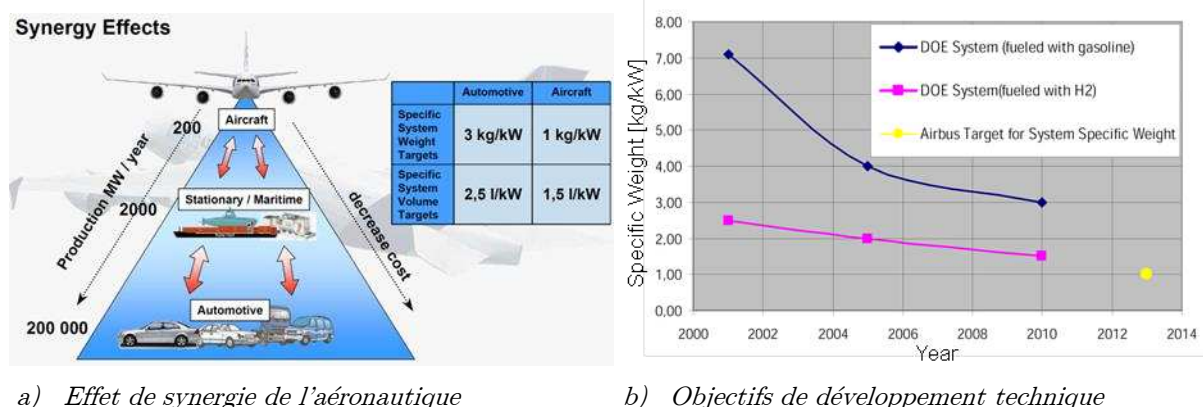 Synergy Effects
Production MW / year
200
2000
200 000
Aircraft
Stationary / Maritime
Automotive
decrease cost
Automotive Aircraft
Specific
System
Weight
Targets
3 kg/kW 1 kg/kW
Specific
System
Volume
Targets
2,5 l/kW 1,5 l/kW
a) Effet de synergie de l'aéronautique
Specific Weight [kg/kW]
8,00
7,00
6,00
5,00
4,00
3,00
2,00
1,00
0,00
2000 2002 2004 2006 2008 2010 2012 2014
Year
DOE System (fueled with gasoline)
DOE System(fueled with H2)
Airbus Target for System Specific Weight
b) Objectifs de développement technique